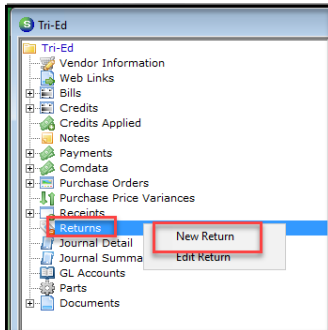 Tri-Ed
Tri-Ed
Vendor Information
Web Links
Bills
Credits
Credits Applied
Notes
Payments
Comdata
Purchase Orders
Purchase Price Variances
Receipts
Returns
New Return
Journal Detail
Journal Summa
Edit Return
GL Accounts
Parts
Documents